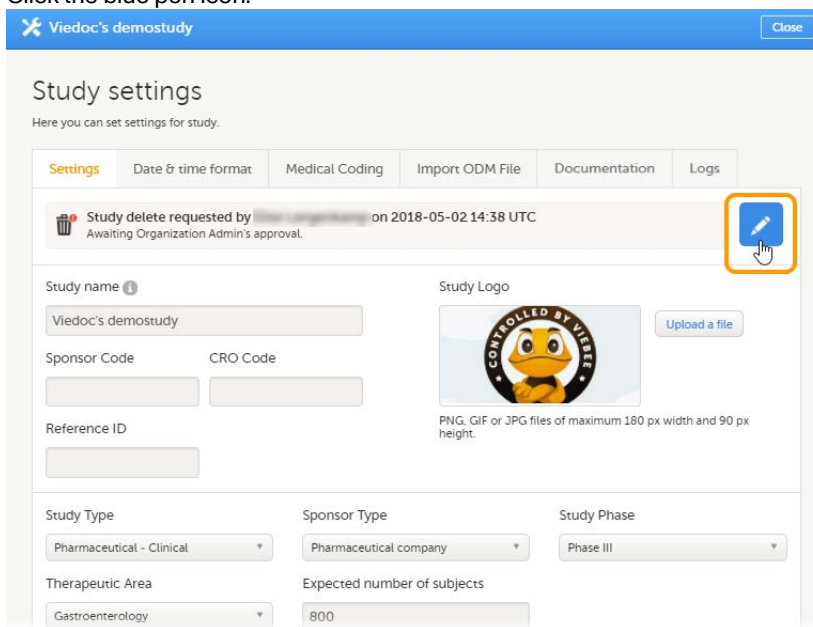 Click the blue pen icon.
Viedoc's demostudy
Close
Study settings
Here you can set settings for study.
Settings
Date & time format
Medical Coding
Import ODM File
Documentation
Logs
Study delete requested by on 2018-05-02 14:38 UTC
Awaiting Organization Admin's approval.
Study name
Viedoc's demostudy
Sponsor Code
CRO Code
Reference ID
Study Logo
CONTROLLED BY VIEBEE
Upload a file
PNG, GIF or JPG files of maximum 180 px width and 90 px
height.
Study Type
Sponsor Type
Study Phase
Pharmaceutical - Clinical
Pharmaceutical company
Phase III
Therapeutic Area
Expected number of subjects
Gastroenterology
800